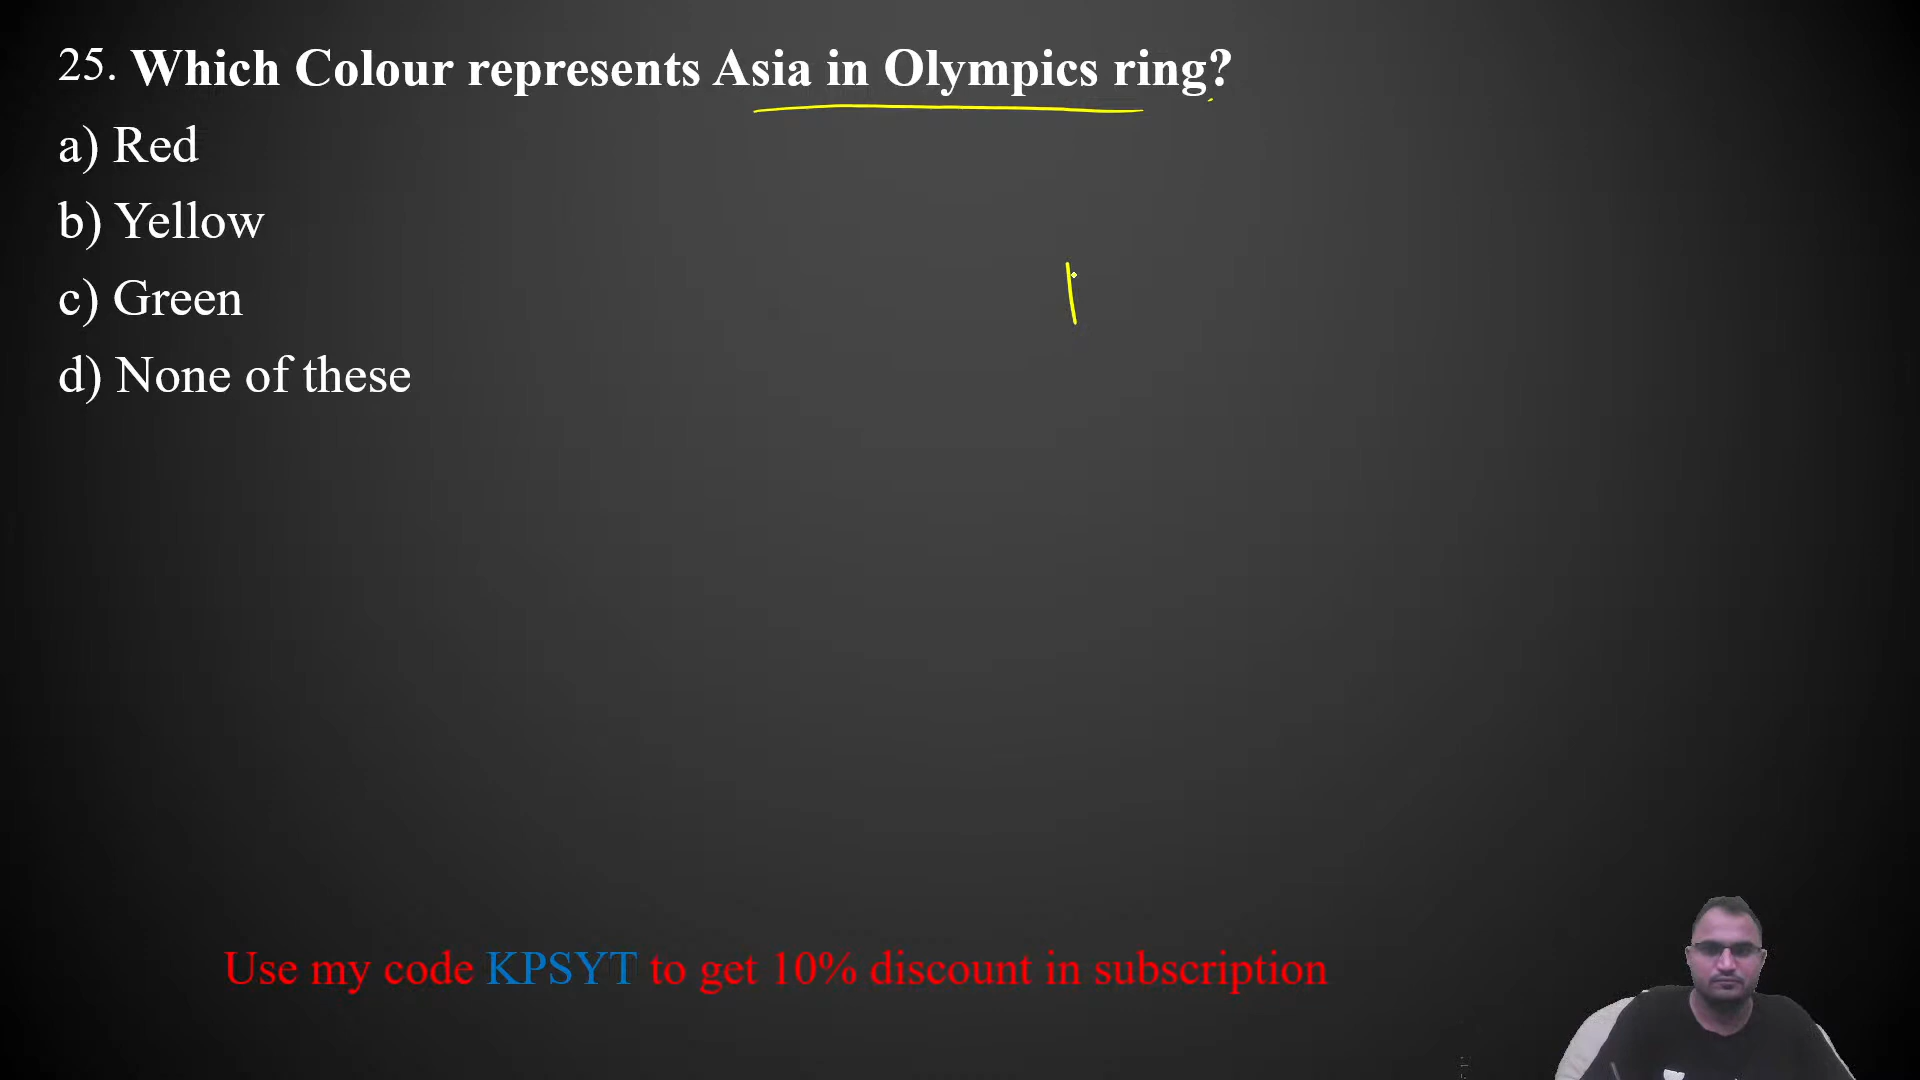 25. Which Colour represents Asia in Olympics ring?
a) Red
b) Yellow
c) Green
d) None of these
Use my code KPSYT to get 10% discount in subscription